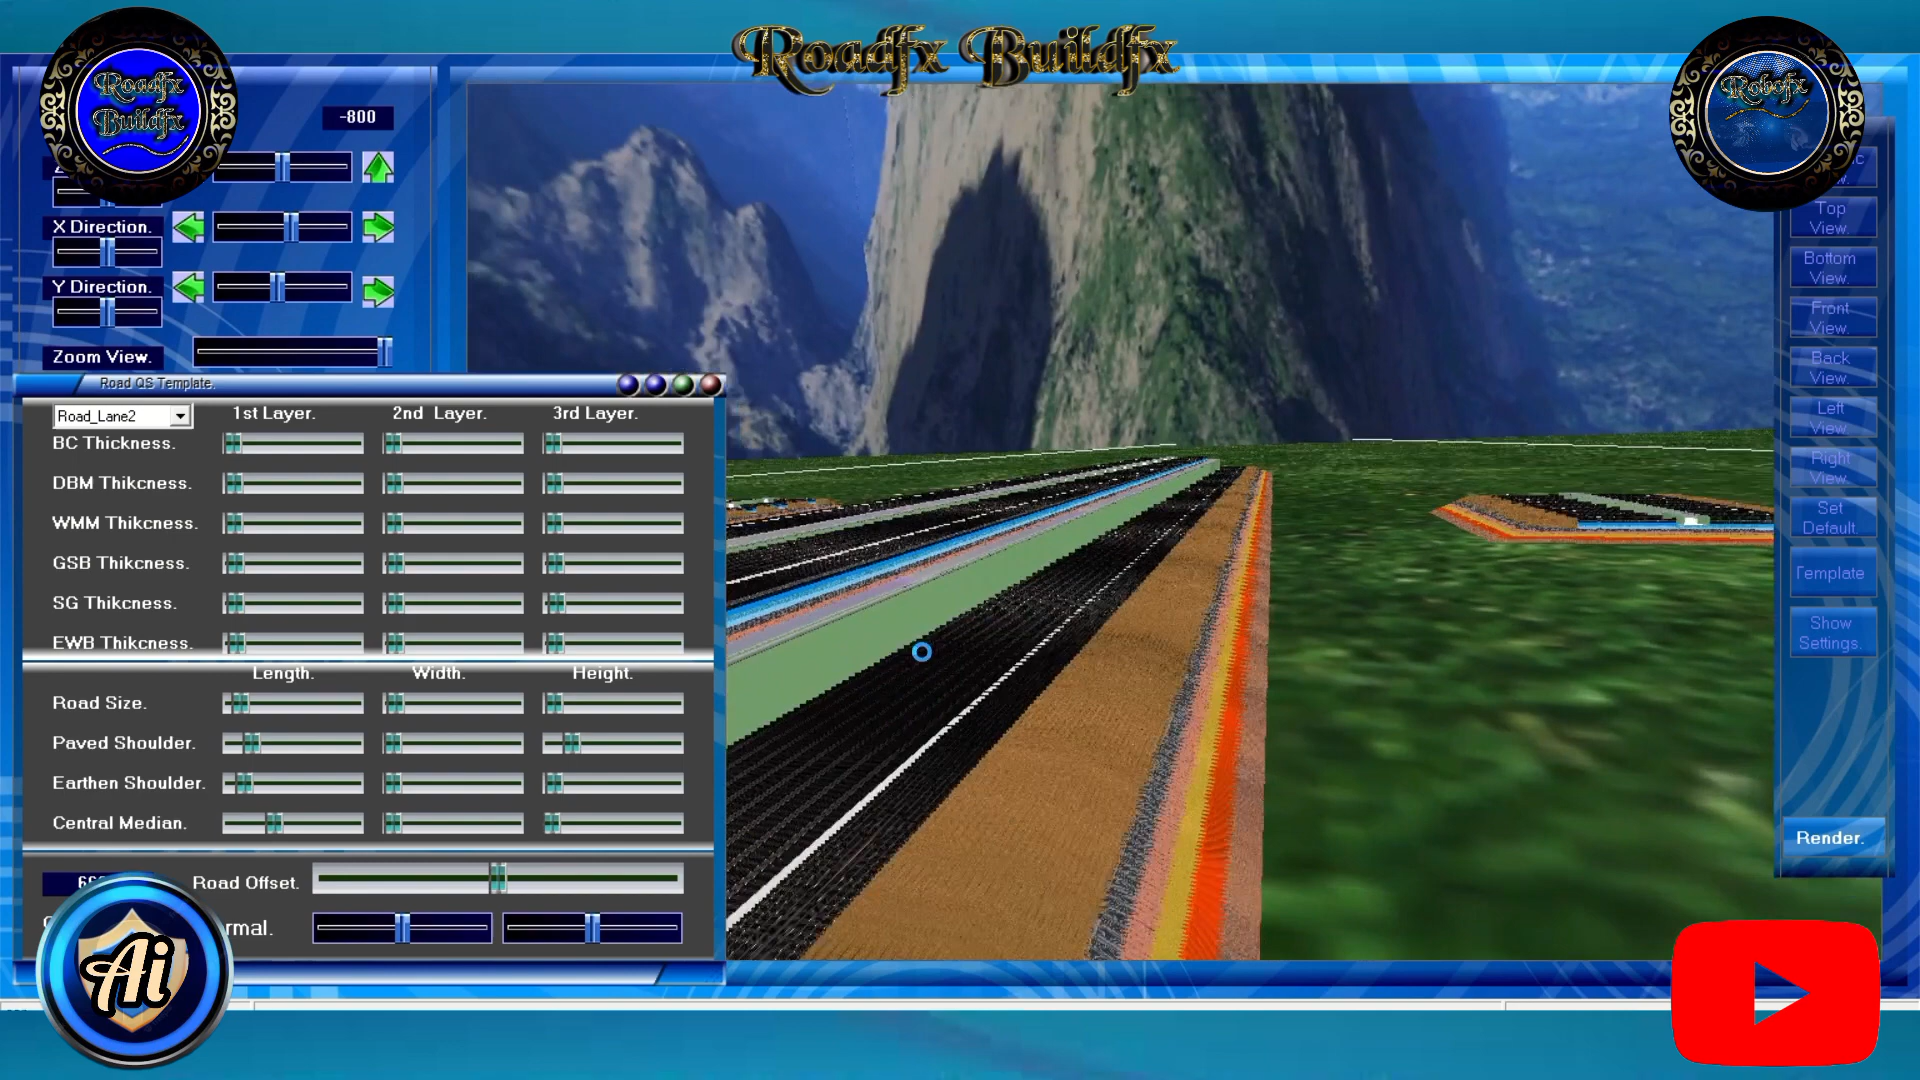 Roadfx Buildfx
Roadfx
Buildfx
Robofx
-800
X Direction.
Y Direction.
Zoom View.
Road QS Template.
Road_Lane2
1st Layer.
2nd Layer.
3rd Layer.
BC Thickness.
DBM Thikcness.
WMM Thikcness.
GSB Thikcness.
SG Thikcness.
EWB Thikcness.
Length.
Width.
Height.
Road Size.
Paved Shoulder.
Earthen Shoulder.
Central Median.
Road Offset.
rmal.
Ai
Top
View.
Bottom
View.
Front
View.
Back
View.
Left
View.
Right
View.
Set
Default.
Template
Show
Settings.
Render.